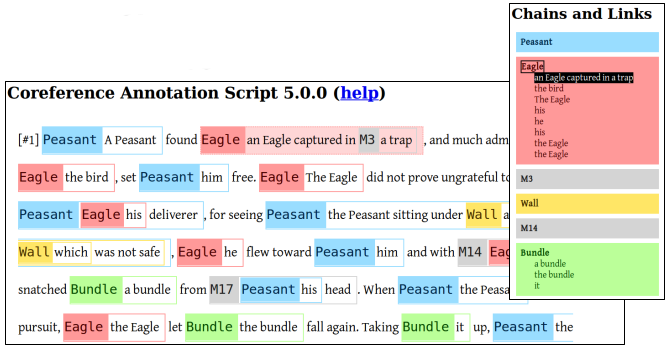 Coreference Annotation Script 5.0.0 (help)
[#1] Peasant A Peasant found Eagle an Eagle captured in M3 a trap , and much adm
Eagle the bird , set Peasant him free. Eagle The Eagle did not prove ungrateful to
Peasant Eagle his deliverer , for seeing Peasant the Peasant sitting under Wall a
Wall which was not safe , Eagle he flew toward Peasant him and with M14 Eag
snatched Bundle a bundle from M17 Peasant his head . When Peasant the Peasa
pursuit, Eagle the Eagle let Bundle the bundle fall again. Taking Bundle it up, Peasant the
Chains and Links
Peasant
Eagle
an Eagle captured in a trap
the bird
The Eagle
his
he
his
the Eagle
the Eagle
M3
Wall
M14
Bundle
a bundle
the bundle
it